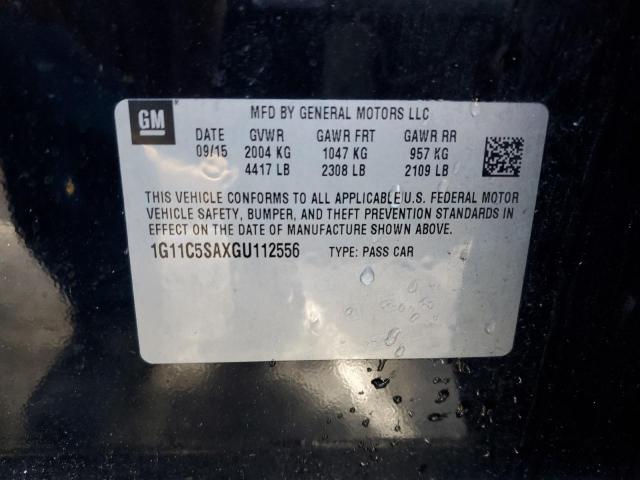 GM
MFD BY GENERAL MOTORS LLC
DATE GVWR GAWR FRT GAWR RR
09/15 2004 KG 1047 KG 957 KG
4417 LB 2308 LB 2109 LB
THIS VEHICLE CONFORMS TO ALL APPLICABLE U.S. FEDERAL MOTOR
VEHICLE SAFETY, BUMPER, AND THEFT PREVENTION STANDARDS IN
EFFECT ON THE DATE OF MANUFACTURE SHOWN ABOVE.
1G11C5SAXGU112556 TYPE: PASS CAR